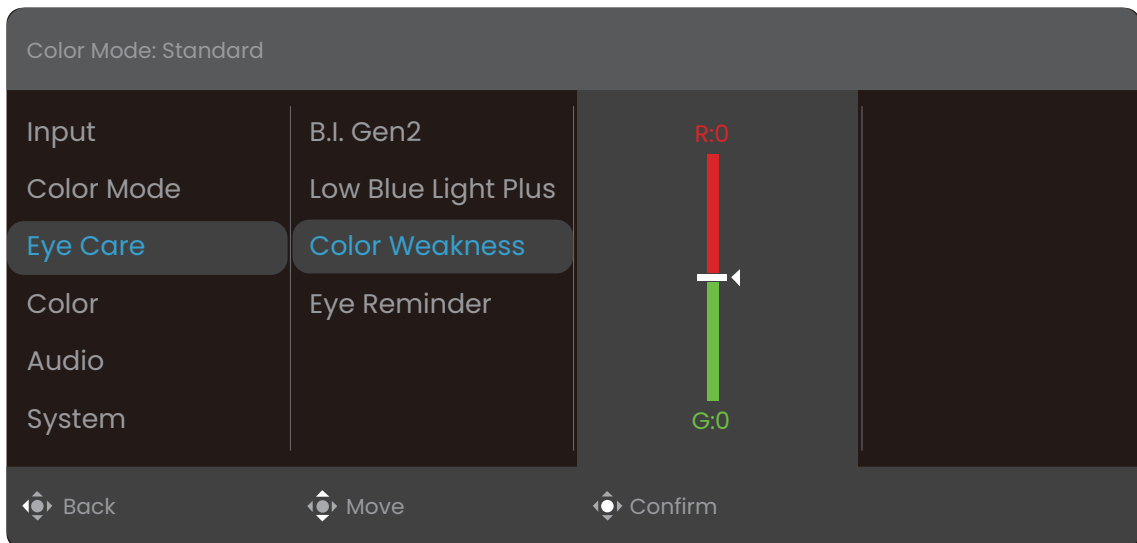 Color Mode: Standard
Input
Color Mode
Eye Care
Color
Audio
System
B.I. Gen2
Low Blue Light Plus
Color Weakness
Eye Reminder
R:0
G:0
Back
Move
Confirm